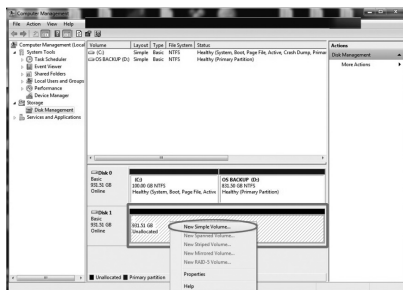 Computer Management
File Action View Help
Computer Management (Local
System Tools
Task Scheduler
Event Viewer
Shared Folders
Local Users and Groups
Performance
Device Manager
Storage
Disk Management
Services and Applications
Volume Layout Type File System Status
(C:) Simple Basic NTFS Healthy (System, Boot, Page File, Active, Crash Dump, Primar
OS BACKUP (D:) Simple Basic NTFS Healthy (Primary Partition)
Disk 0
Basic
931.51 GB
Online
(C:)
100.00 GB NTFS
Healthy (System, Boot, Page File, Active
OS BACKUP (D:)
831.50 GB NTFS
Healthy (Primary Partition)
Disk 1
Basic
931.51 GB
Online
931.51 GB
Unallocated
New Simple Volume...
New Spanned Volume...
New Striped Volume...
New Mirrored Volume...
New RAID-5 Volume...
Properties
Help
Unallocated Primary partition
Actions
Disk Management
More Actions